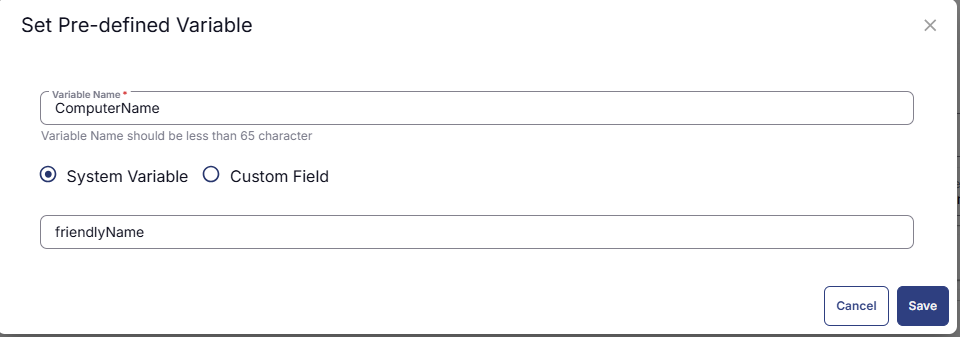 Set Pre-defined Variable
Variable Name *
ComputerName
Variable Name should be less than 65 character
System Variable Custom Field
friendlyName
Cancel Save